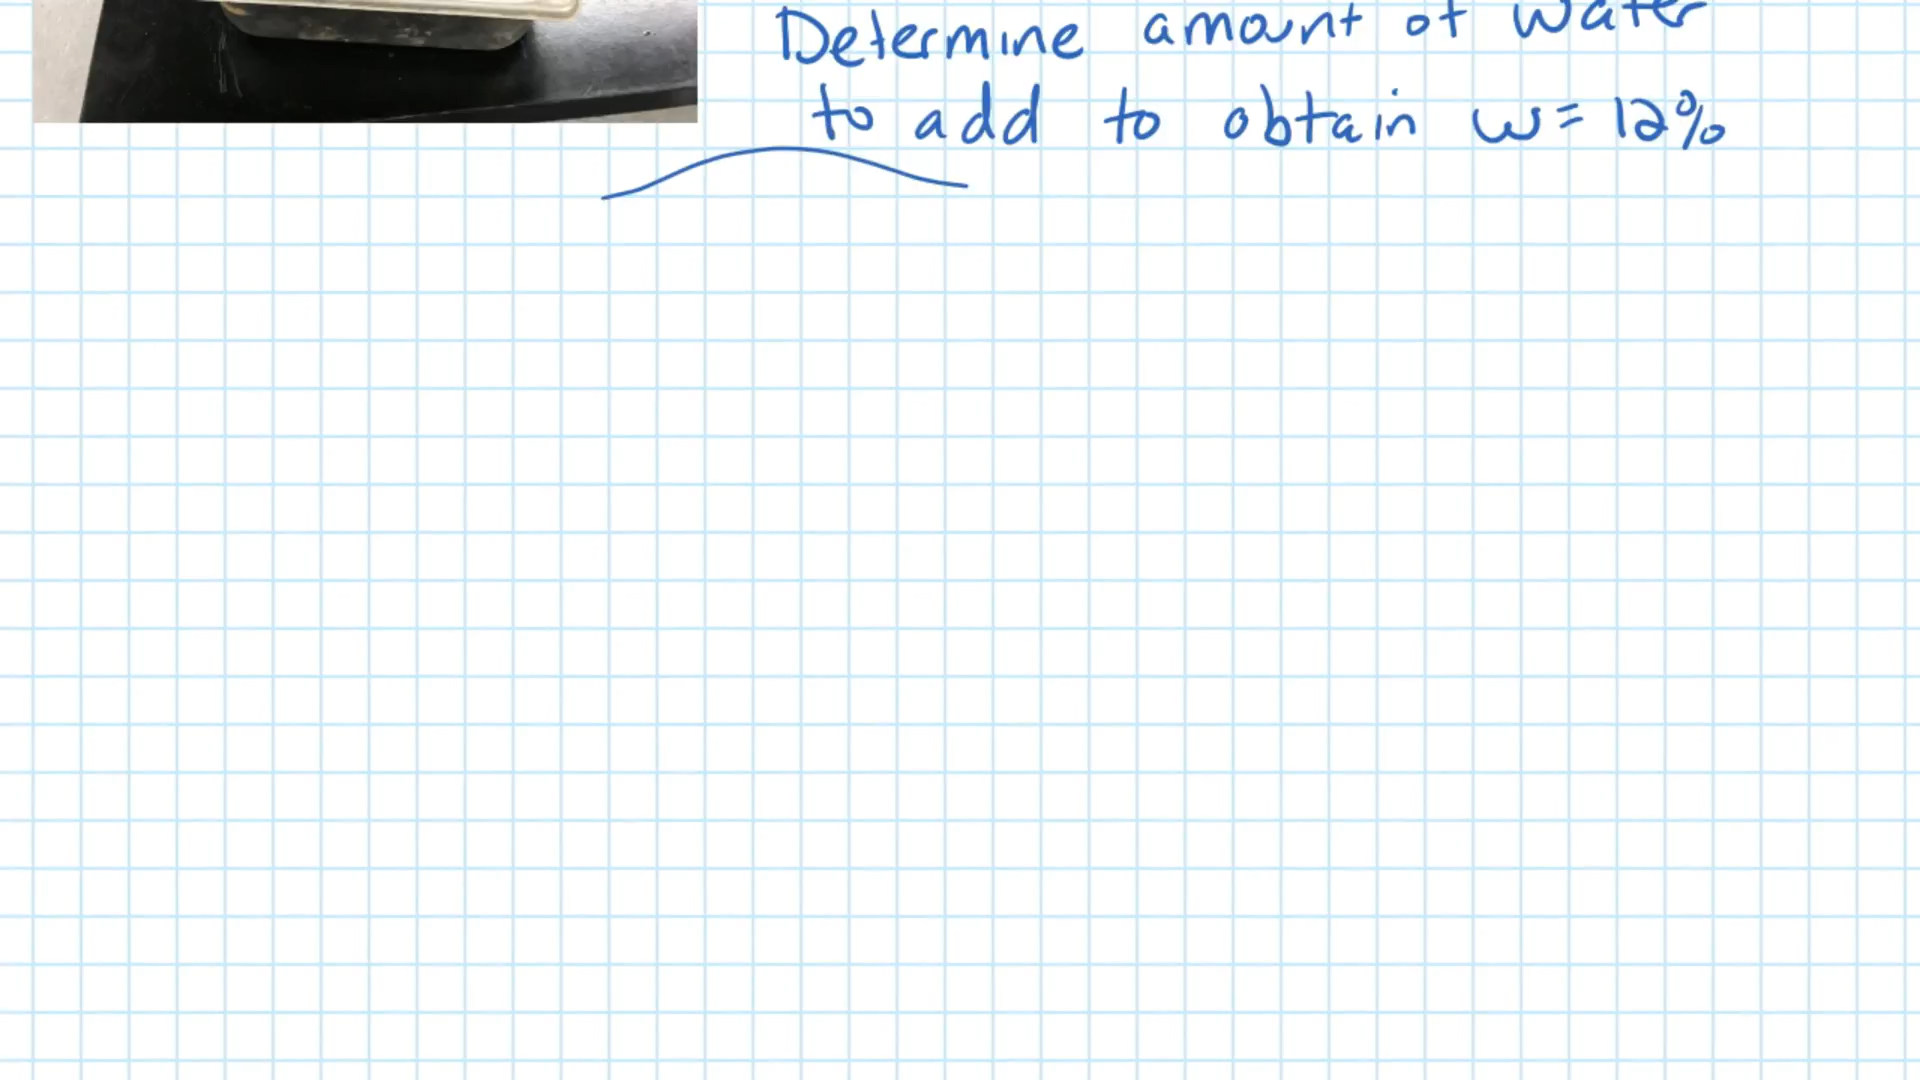 Determine amount of water
to add to obtain w= 12%